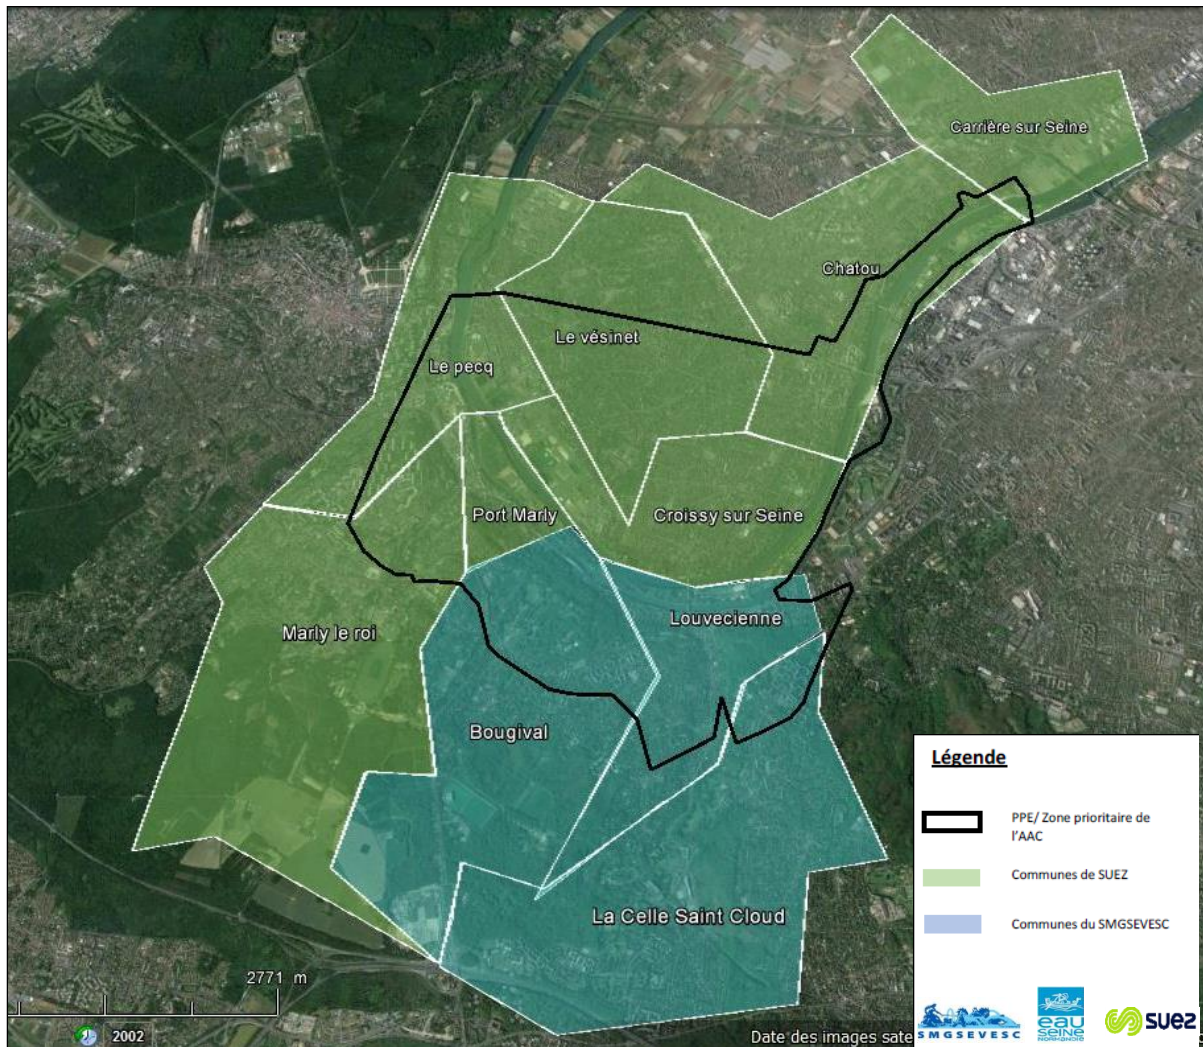 Carrière sur Seine
Chatou
Le vésinet
Le pecq
Port Marly
Croissy sur Seine
Louvecienne
Marly le roi
Bougival
La Celle Saint Cloud
2771 m
2002
Date des images sate
Légende
PPE/ Zone prioritaire de
l'AAC
Communes de SUEZ
Communes du SMGSEVESC
SMGSEVESC
eau
SEINE
NORMANDIE
suez